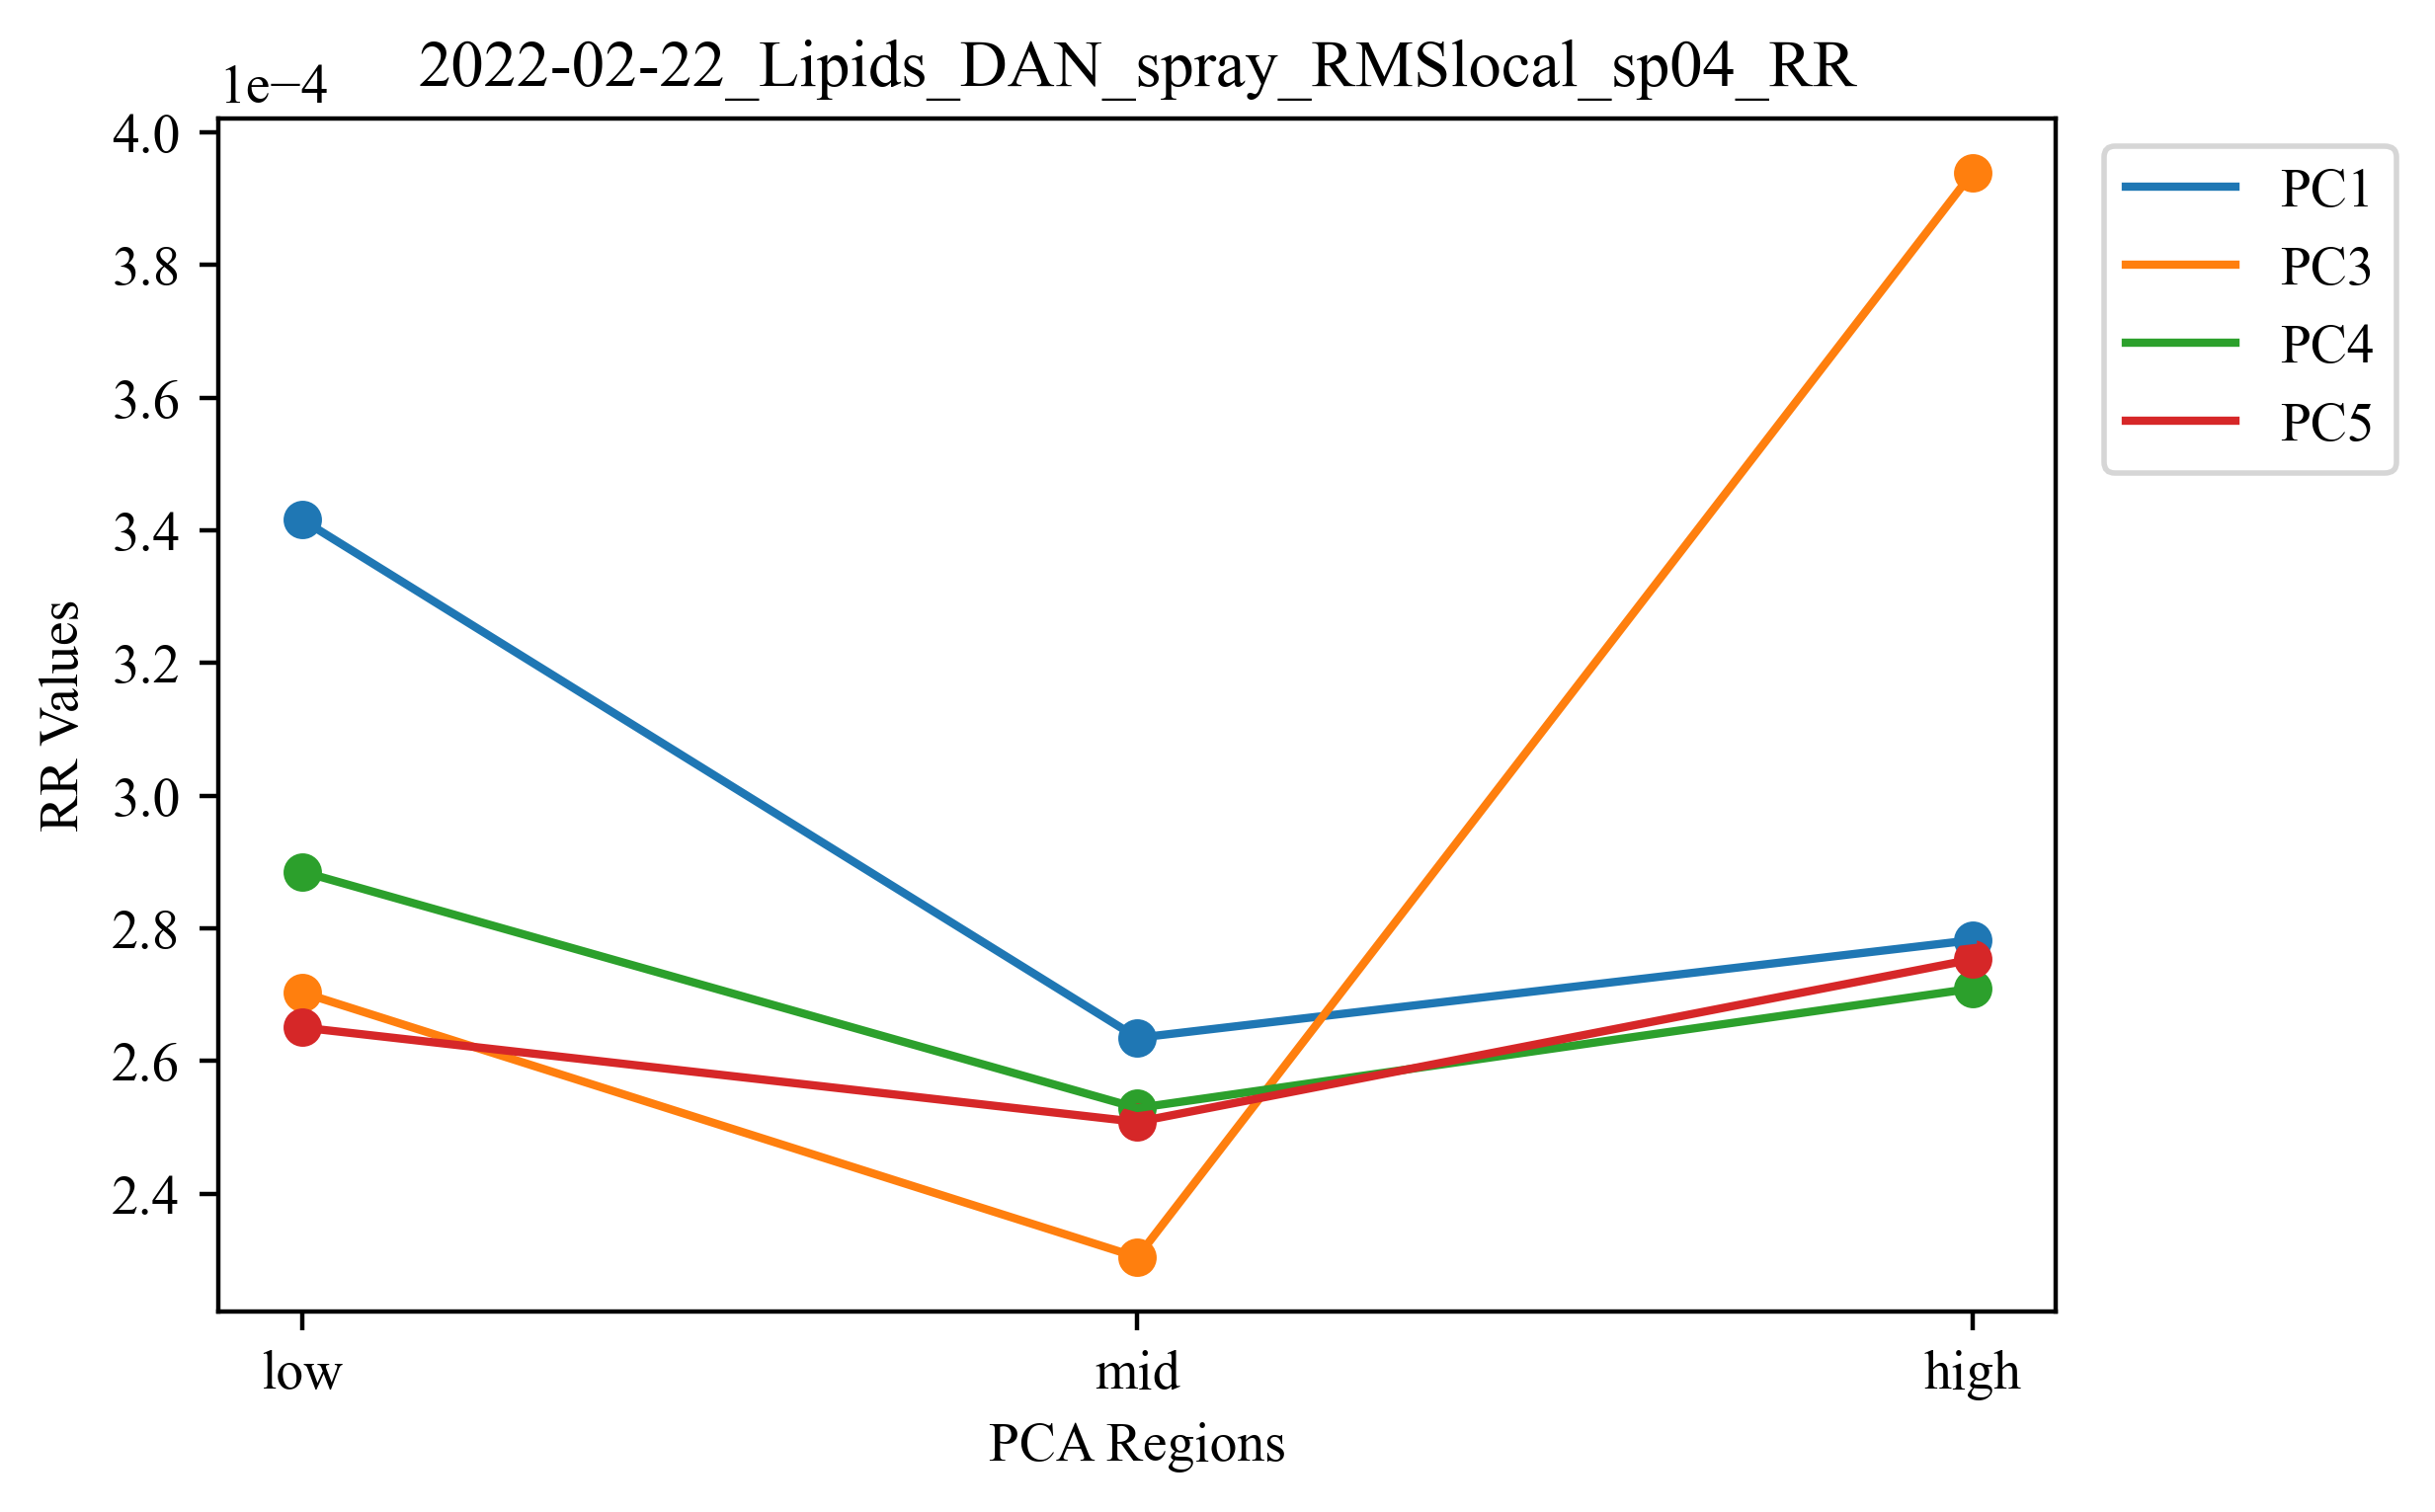 2022-02-22_Lipids_DAN_spray_RMSlocal_sp04_RR
1e−4
4.0
3.8
3.6
3.4
3.2
3.0
2.8
2.6
2.4
RR Values
low
mid
high
PCA Regions
PC1
PC3
PC4
PC5